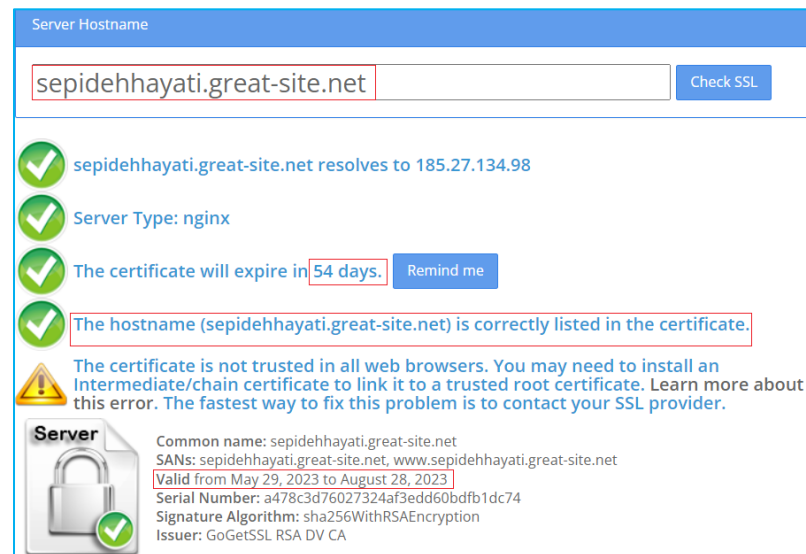 Server Hostname
sepidehhayati.great-site.net
Check SSL
sepidehhayati.great-site.net resolves to 185.27.134.98
Server Type: nginx
The certificate will expire in 54 days.
Remind me
The hostname (sepidehhayati.great-site.net) is correctly listed in the certificate.
The certificate is not trusted in all web browsers. You may need to install an
Intermediate/chain certificate to link it to a trusted root certificate. Learn more about
this error. The fastest way to fix this problem is to contact your SSL provider.
Server
Common name: sepidehhayati.great-site.net
SANs: sepidehhayati.great-site.net, www.sepidehhayati.great-site.net
Valid from May 29, 2023 to August 28, 2023
Serial Number: a478c3d76027324af3edd60bdfb1dc74
Signature Algorithm: sha256WithRSAEncryption
Issuer: GoGetSSL RSA DV CA